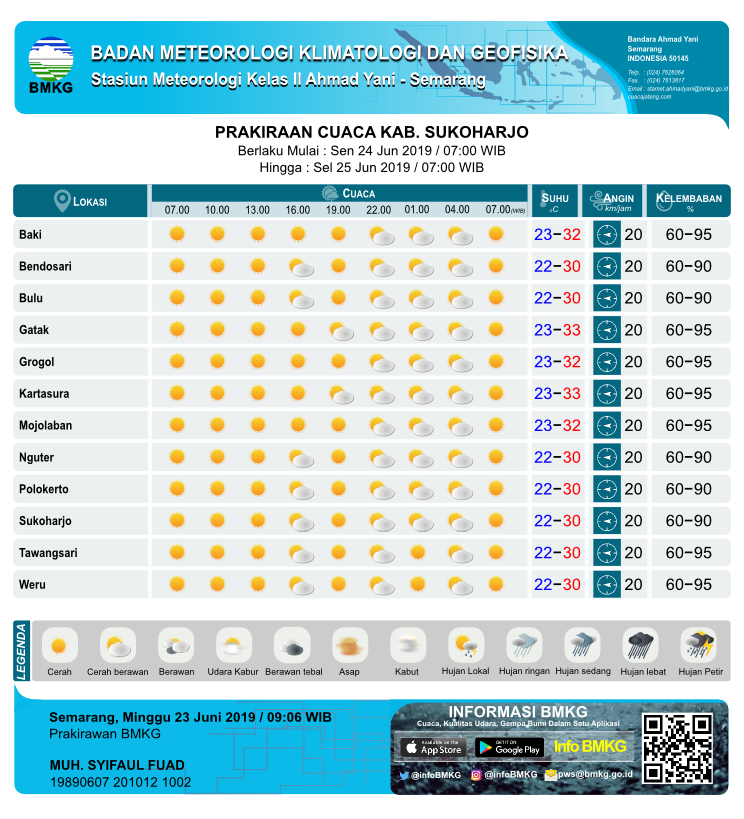 BMKG
BADAN METEOROLOGI KLIMATOLOGI DAN GEOFISIKA
Stasiun Meteorologi Kelas II Ahmad Yani - Semarang
Bandara Ahmad Yani
Semarang
INDONESIA 50145
Telp. : (024) 7626064
Fax. : (024) 7613817
Email : stamet.ahmadyani@bmkg.go.id
cuacajateng.com
PRAKIRAAN CUACA KAB. SUKOHARJO
Berlaku Mulai : Sen 24 Jun 2019 / 07:00 WIB
Hingga : Sel 25 Jun 2019 / 07:00 WIB
LOKASI CUACA SUHU °C ANGIN km/jam KELEMBABAN %
07.00 10.00 13.00 16.00 19.00 22.00 01.00 04.00 07.00 (WIB)
Baki 23-32 20 60-95
Bendosari 22-30 20 60-90
Bulu 22-30 20 60-90
Gatak 23-33 20 60-95
Grogol 23-32 20 60-95
Kartasura 23-33 20 60-95
Mojolaban 23-32 20 60-95
Nguter 22-30 20 60-90
Polokerto 22-30 20 60-90
Sukoharjo 22-30 20 60-95
Tawangsari 22-30 20 60-95
Weru 22-30 20 60-95
LEGENDA
Cerah Cerah berawan Berawan Udara Kabur Berawan tebal Asap Kabut Hujan Lokal Hujan ringan Hujan sedang Hujan lebat Hujan Petir
Semarang, Minggu 23 Juni 2019 / 09:06 WIB
Prakirawan BMKG
MUH. SYIFAUL FUAD
19890607 201012 1002
INFORMASI BMKG
Cuaca, Kualitas Udara, Gempa Bumi Dalam Satu Aplikasi
Available on the App Store
GET IT ON Google Play
Info BMKG
@infoBMKG @infoBMKG pws@bmkg.go.id